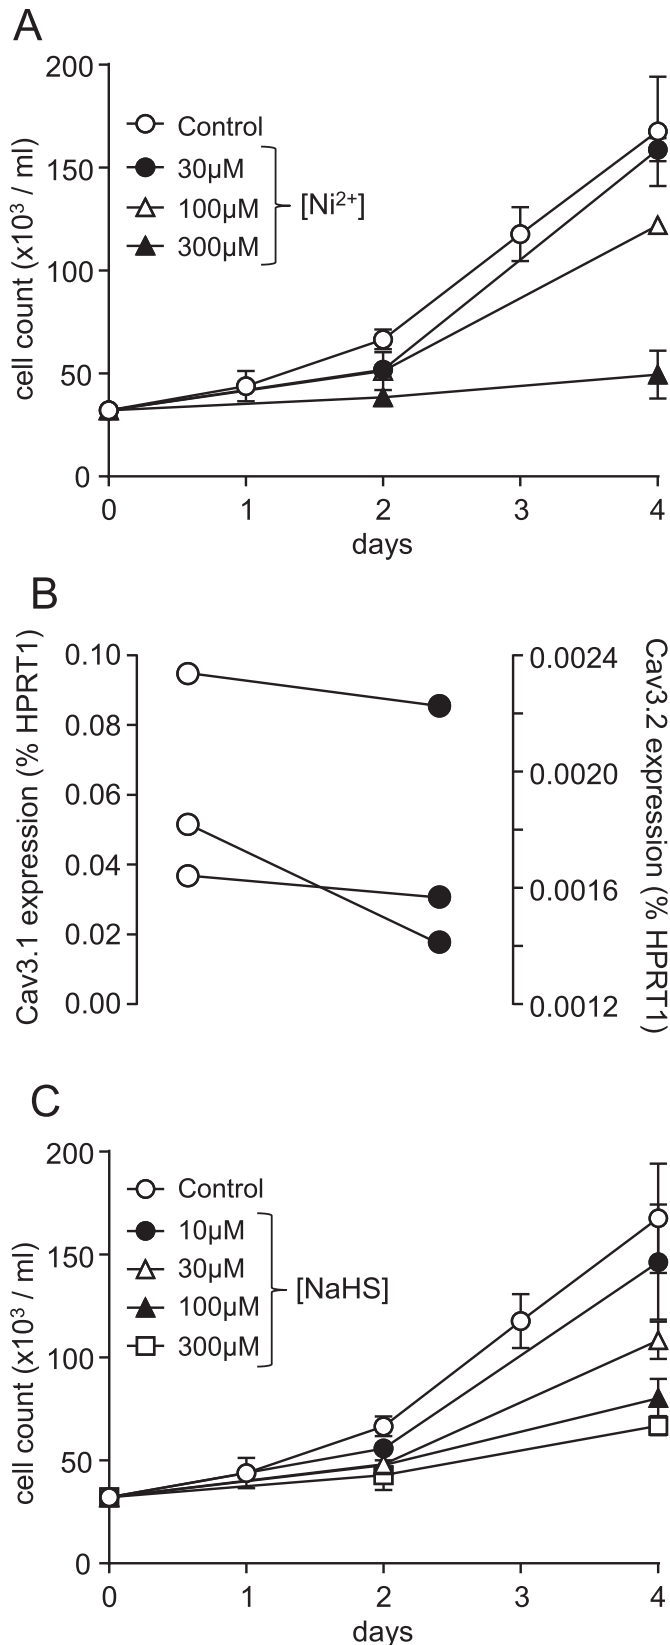 A
cell count (x10³ / ml)
200
150
100
50
0
Control
30µM
100µM
300µM
[Ni²⁺]
0 1 2 3 4
days
B
Cav3.1 expression (% HPRT1)
0.10
0.08
0.06
0.04
0.02
0.00
0.0024
0.0020
0.0016
0.0012
Cav3.2 expression (% HPRT1)
C
cell count (x10³ / ml)
200
150
100
50
0
Control
10µM
30µM
100µM
300µM
[NaHS]
0 1 2 3 4
days